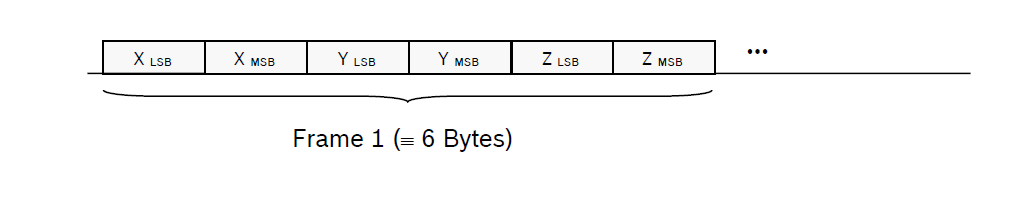 X LSB X MSB Y LSB Y MSB Z LSB Z MSB •••
Frame 1 (≡ 6 Bytes)